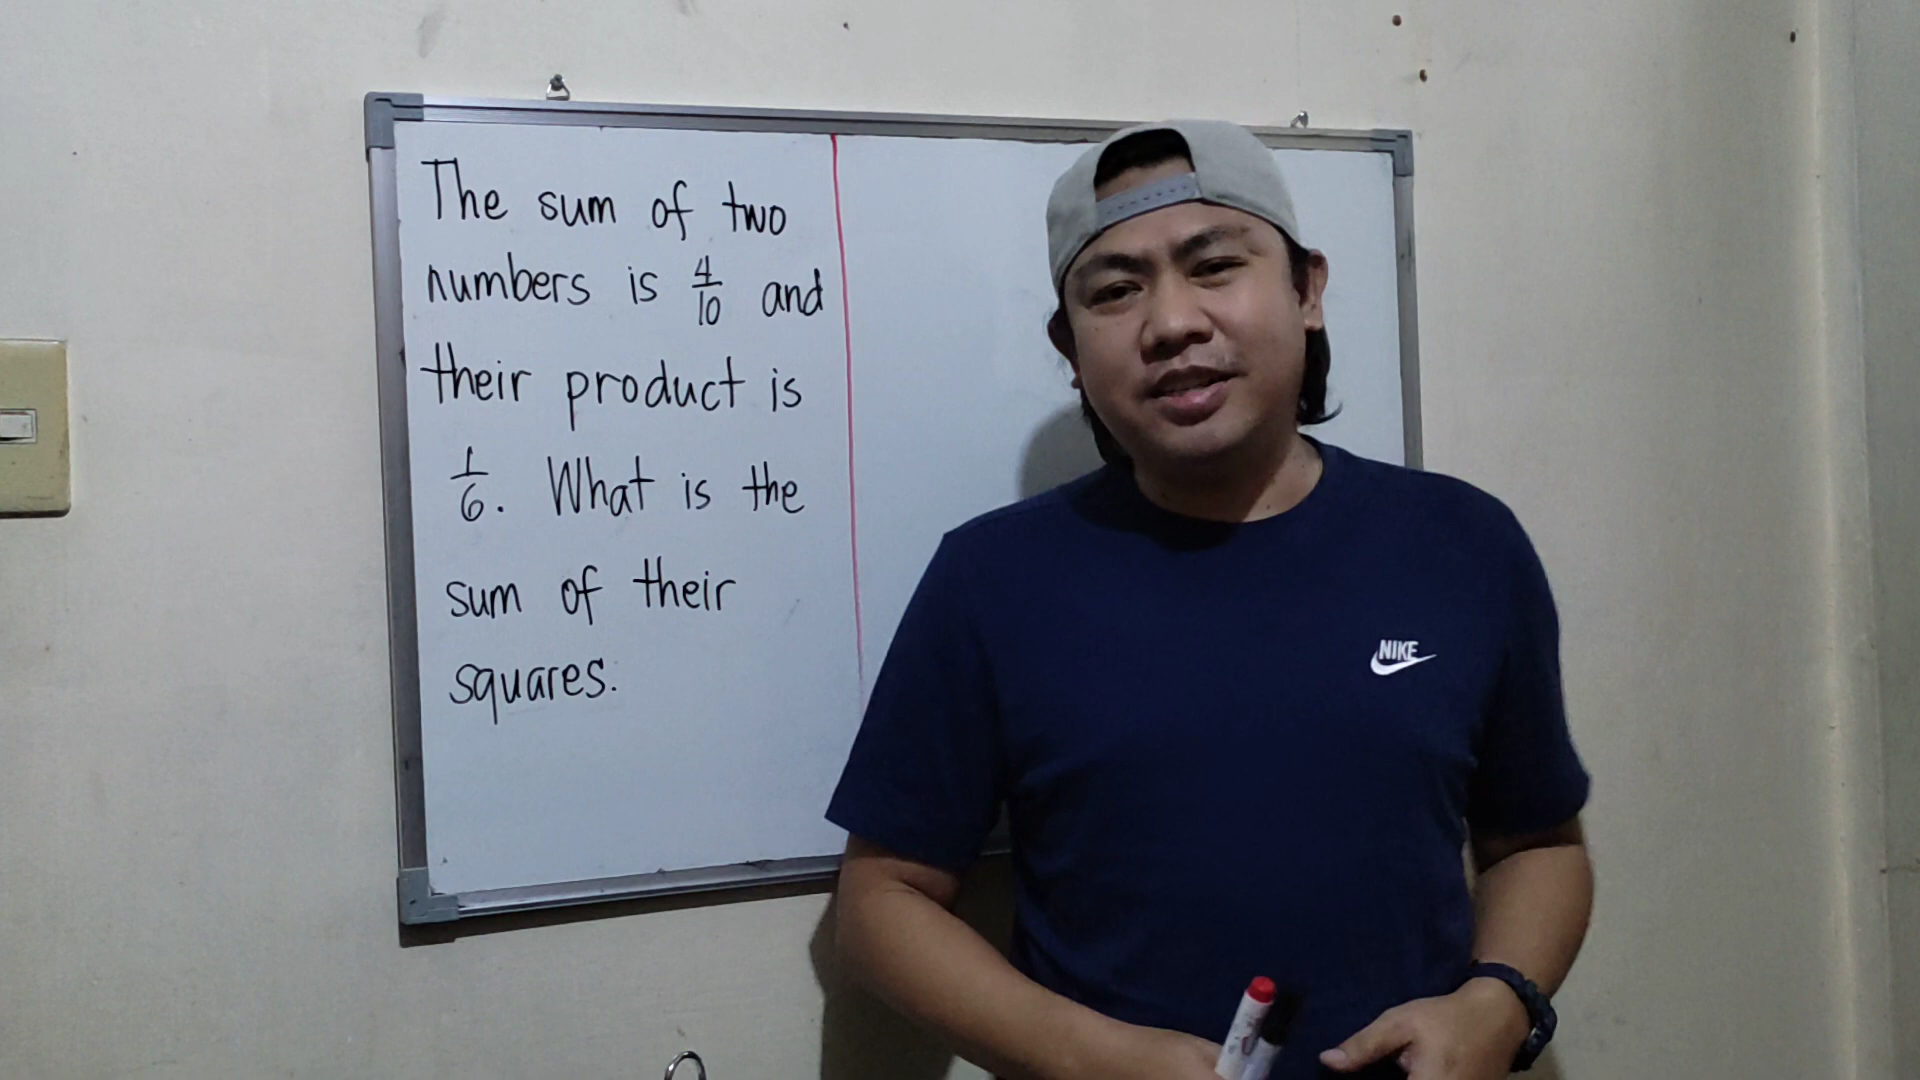 The sum of two
numbers is 4/10 and
their product is
1/6. What is the
sum of their
squares.
NIKE